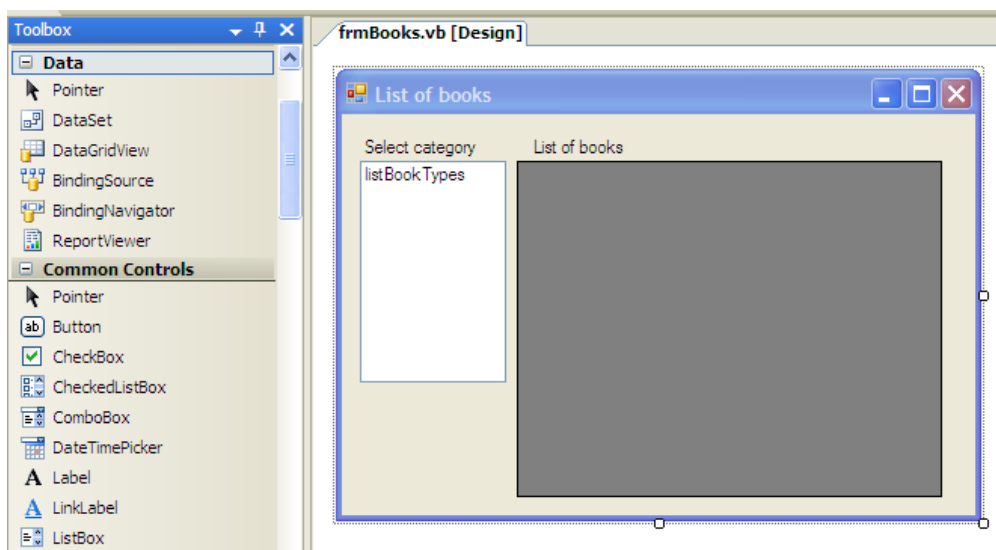 Toolbox
Data
Pointer
DataSet
DataGridView
BindingSource
BindingNavigator
ReportViewer
Common Controls
Pointer
ab Button
CheckBox
CheckedListBox
ComboBox
DateTimePicker
A Label
A LinkLabel
ListBox
frmBooks.vb [Design]
List of books
Select category
listBookTypes
List of books